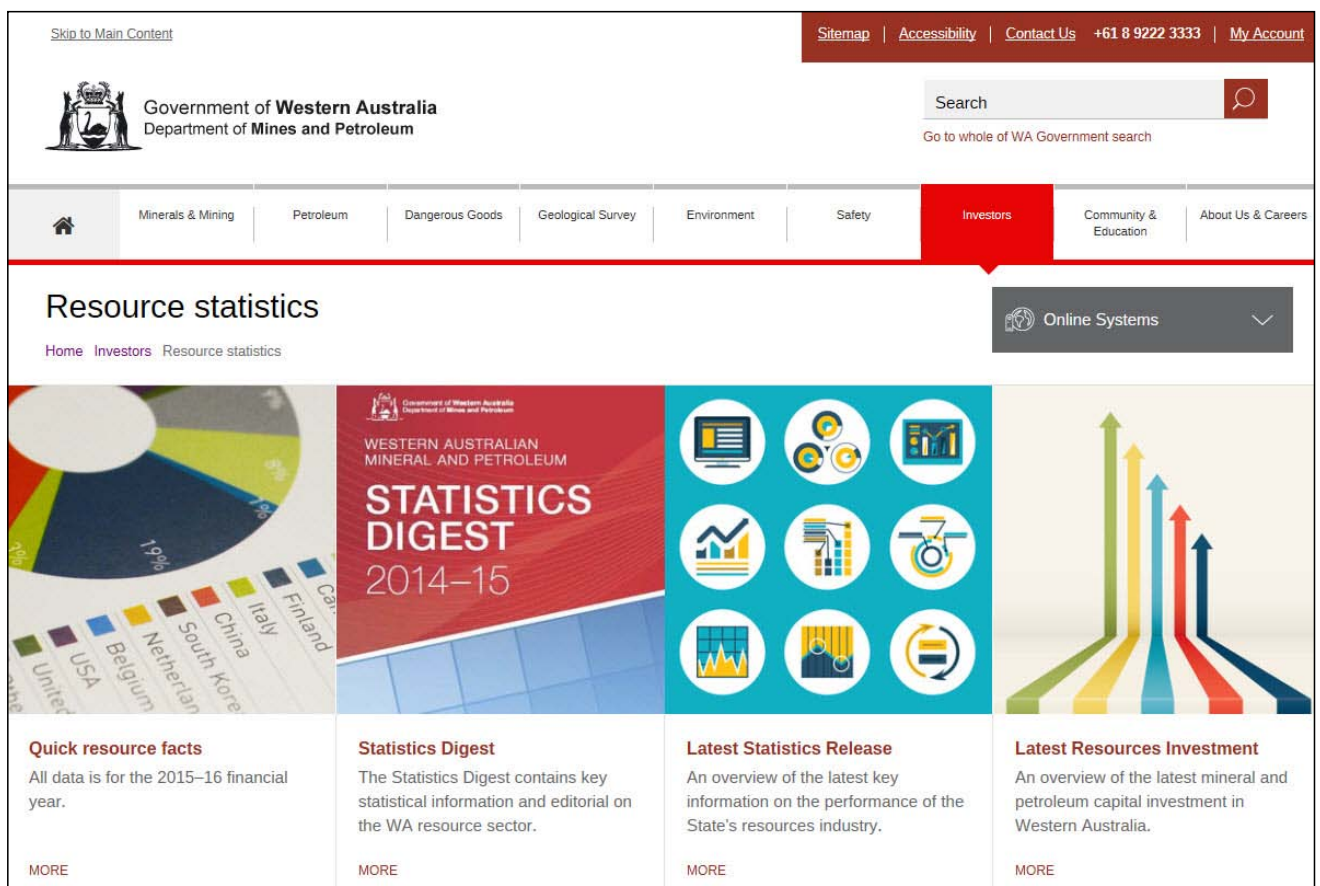 Skip to Main Content
Sitemap | Accessibility | Contact Us +61 8 9222 3333 | My Account
Government of Western Australia
Department of Mines and Petroleum
Search
Go to whole of WA Government search
Minerals & Mining
Petroleum
Dangerous Goods
Geological Survey
Environment
Safety
Investors
Community &
Education
About Us & Careers
Resource statistics
Online Systems
Home Investors Resource statistics
8%
1%
19%
3%
Finland
Italy
China
South Kore
Netherlan
Belgium
USA
United
Government of Western Australia
Department of Mines and Petroleum
WESTERN AUSTRALIAN
MINERAL AND PETROLEUM
STATISTICS
DIGEST
2014–15
Quick resource facts
All data is for the 2015–16 financial
year.
MORE
Statistics Digest
The Statistics Digest contains key
statistical information and editorial on
the WA resource sector.
MORE
Latest Statistics Release
An overview of the latest key
information on the performance of the
State's resources industry.
MORE
Latest Resources Investment
An overview of the latest mineral and
petroleum capital investment in
Western Australia.
MORE